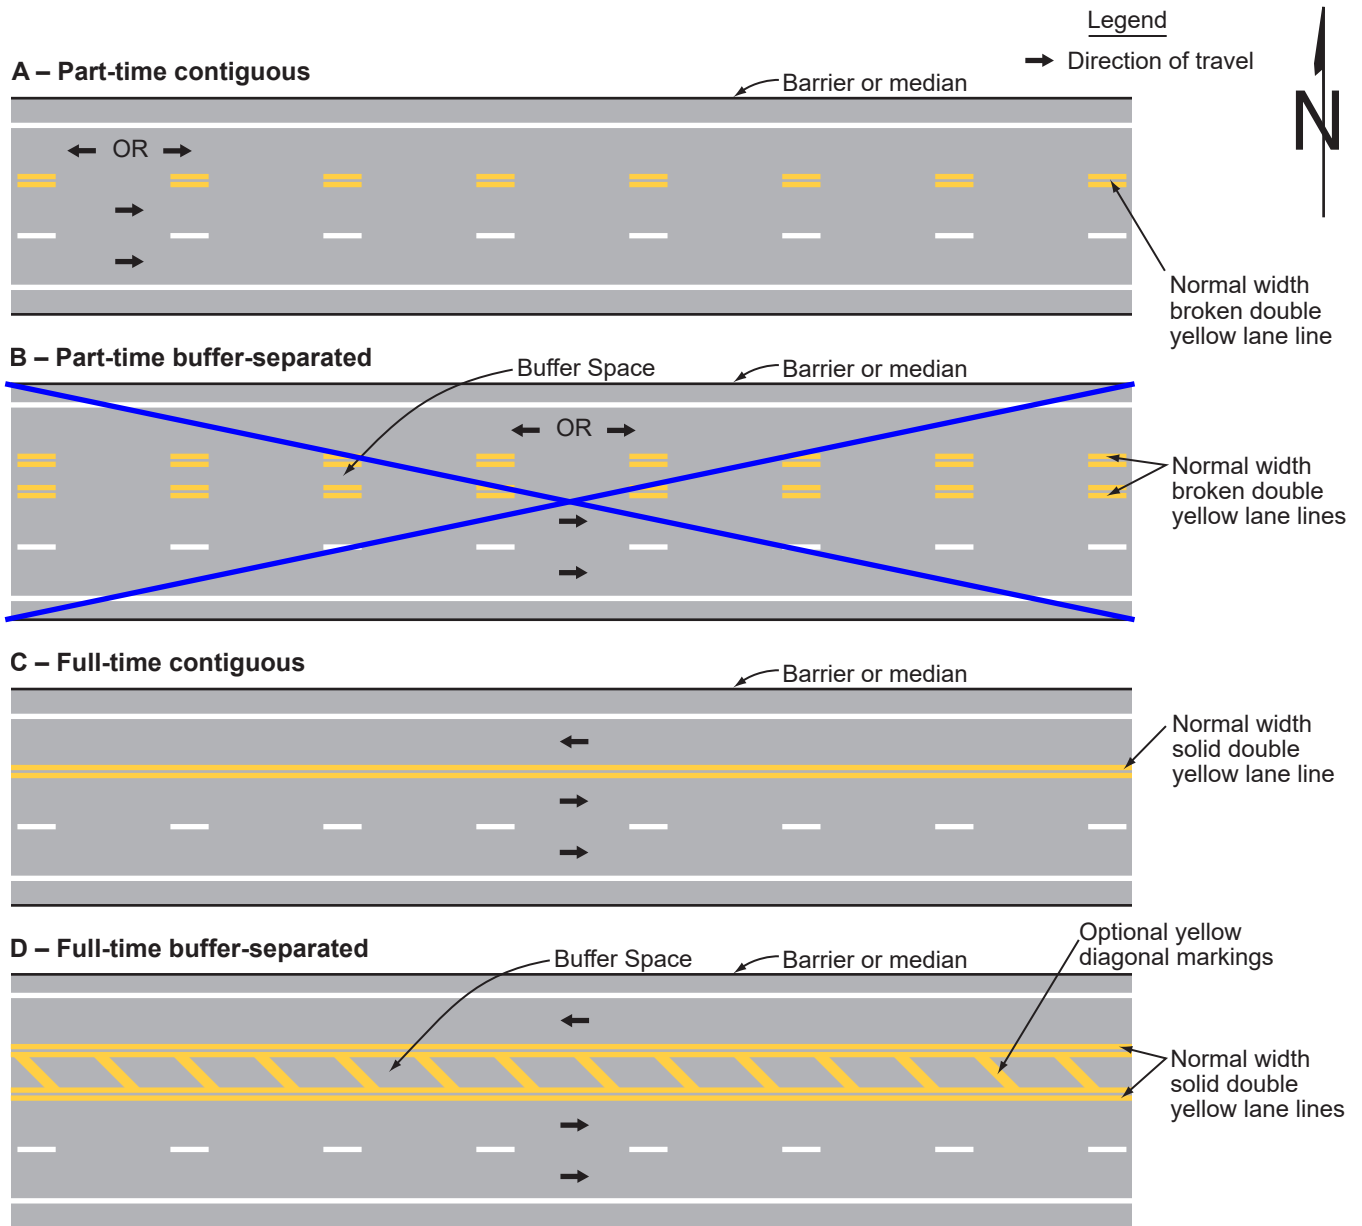 Legend
Direction of travel
N
A – Part-time contiguous
Barrier or median
OR
Normal width
broken double
yellow lane line
B – Part-time buffer-separated
Buffer Space
Barrier or median
OR
Normal width
broken double
yellow lane lines
C – Full-time contiguous
Barrier or median
Normal width
solid double
yellow lane line
D – Full-time buffer-separated
Buffer Space
Barrier or median
Optional yellow
diagonal markings
Normal width
solid double
yellow lane lines